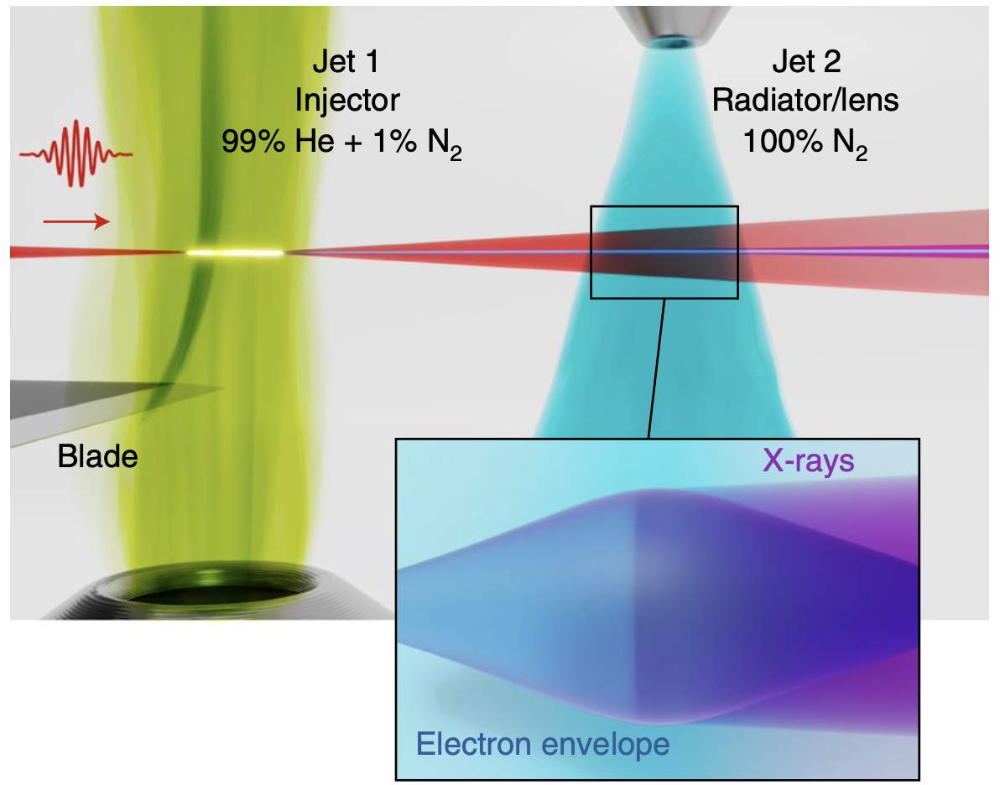 Jet 1
Injector
99% He + 1% N₂
Jet 2
Radiator/lens
100% N₂
Blade
X-rays
Electron envelope